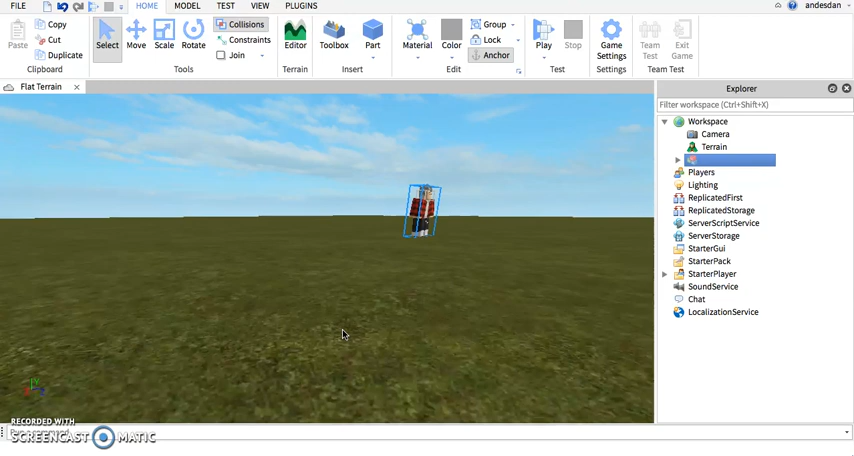 FILE HOME MODEL TEST VIEW PLUGINS andesdan
Paste Copy Cut Duplicate Clipboard
Select Move Scale Rotate Collisions Constraints Join Tools
Editor Terrain
Toolbox Part Insert
Material Color Group Lock Anchor Edit
Play Stop Test
Game Settings Settings
Team Test Exit Game Team Test
Flat Terrain
Explorer
Filter workspace (Ctrl+Shift+X)
Workspace
Camera
Terrain
Players
Lighting
ReplicatedFirst
ReplicatedStorage
ServerScriptService
ServerStorage
StarterGui
StarterPack
StarterPlayer
SoundService
Chat
LocalizationService
RECORDED WITH
SCREENCAST MATIC